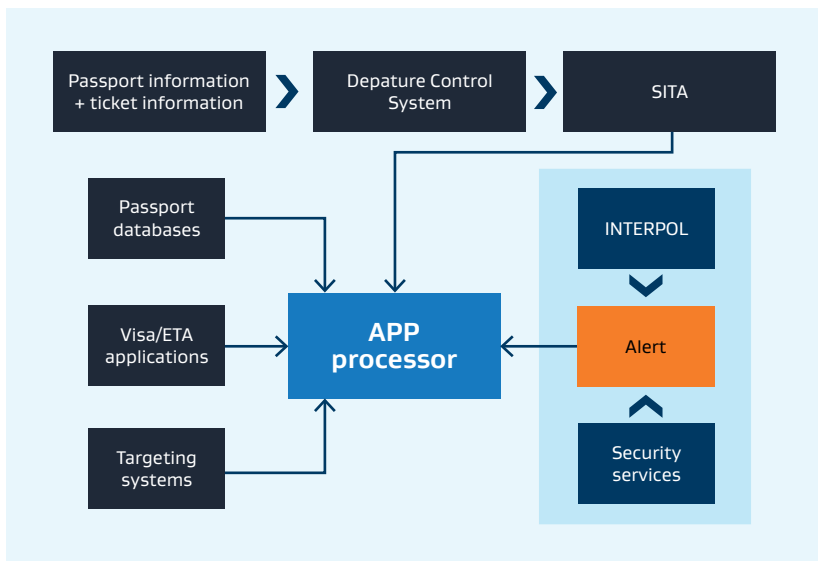 Passport information
+ ticket information
Depature Control
System
SITA
Passport
databases
INTERPOL
Visa/ETA
applications
APP
processor
Alert
Targeting
systems
Security
services